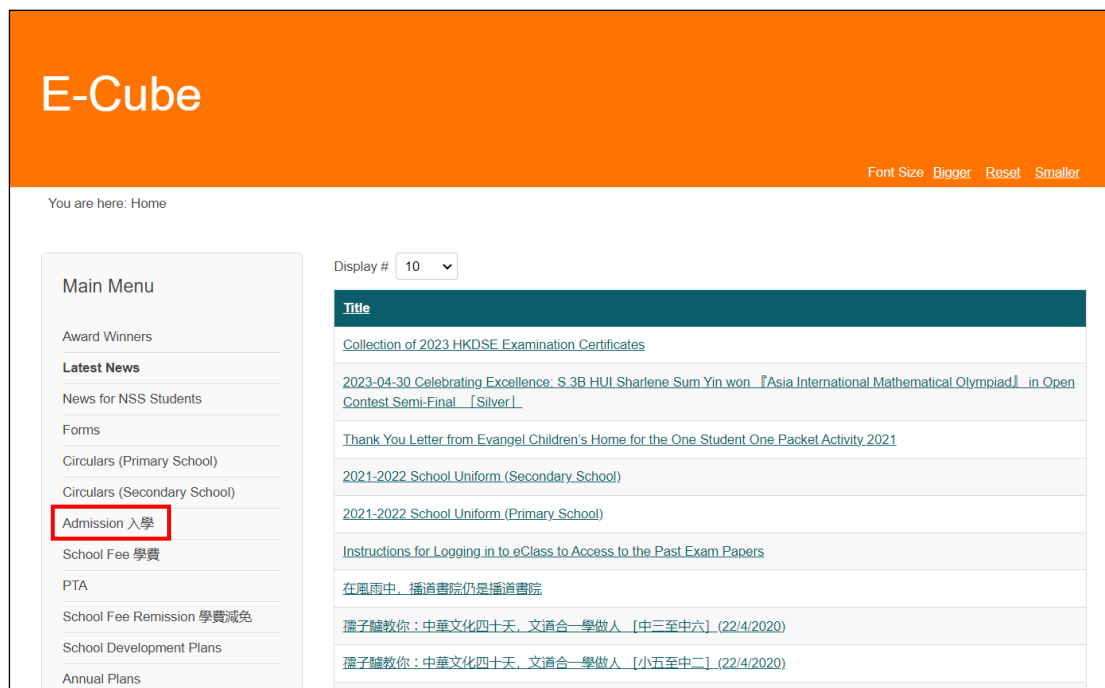 E-Cube
Font Size Bigger Reset Smaller
You are here: Home
Main Menu
Award Winners
Latest News
News for NSS Students
Forms
Circulars (Primary School)
Circulars (Secondary School)
Admission 入學
School Fee 學費
PTA
School Fee Remission 學費減免
School Development Plans
Annual Plans
Display # 10
Title
Collection of 2023 HKDSE Examination Certificates
2023-04-30 Celebrating Excellence: S.3B HUI Sharlene Sum Yin won 『Asia International Mathematical Olympiad』 in Open
Contest Semi-Final 「Silver」
Thank You Letter from Evangel Children’s Home for the One Student One Packet Activity 2021
2021-2022 School Uniform (Secondary School)
2021-2022 School Uniform (Primary School)
Instructions for Logging in to eClass to Access to the Past Exam Papers
在風雨中，播道書院仍是播道書院
孺子驢教你：中華文化四十天，文道合一學做人 [中三至中六] (22/4/2020)
孺子驢教你：中華文化四十天，文道合一學做人 [小五至中二] (22/4/2020)